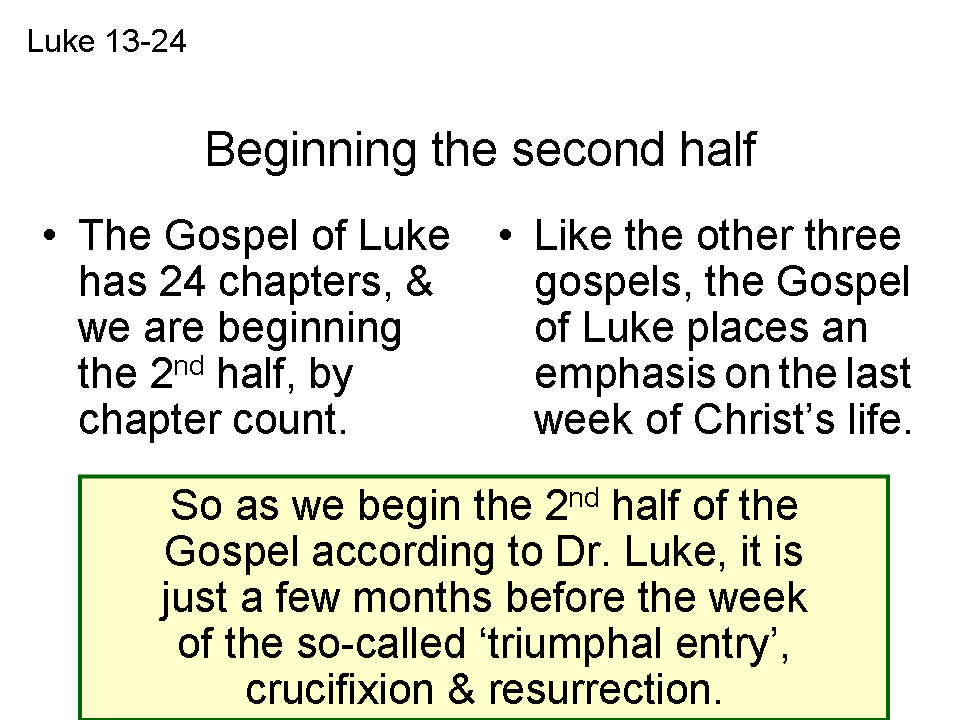 Luke 13-24
Beginning the second half
• The Gospel of Luke
has 24 chapters, &
we are beginning
the 2nd half, by
chapter count.
• Like the other three
gospels, the Gospel
of Luke places an
emphasis on the last
week of Christ’s life.
So as we begin the 2nd half of the
Gospel according to Dr. Luke, it is
just a few months before the week
of the so-called ‘triumphal entry’,
crucifixion & resurrection.